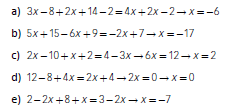 a) 3x−8+2x+14−2=4x+2x−2→x=−6
b) 5x+15−6x+9=−2x+7→x=−17
c) 2x−10+x+2=4−3x→6x=12→x=2
d) 12−8+4x=2x+4→2x=0→x=0
e) 2−2x+8+x=3−2x→x=−7